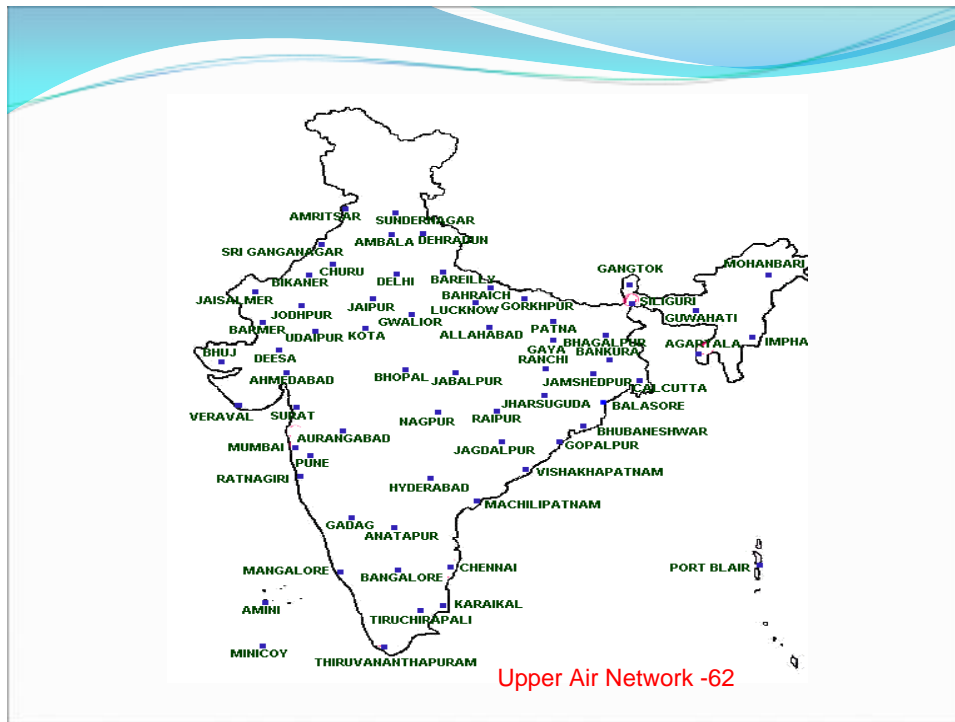 AMRITSAR
SUNDERNAGAR
AMBALA
DEHRADUN
SRI GANGANAGAR
CHURU
BIKANER
DELHI
BAREILLY
GANGTOK
MOHANBARI
JAISALMER
BAHRAICH
JODHPUR
JAIPUR
LUCKNOW
GORKHPUR
SILIGURI
GUWAHATI
BARMER
GWALIOR
UDAIPUR
KOTA
ALLAHABAD
PATNA
BHAGALPUR
AGARTALA
IMPHA
BHUJ
DEESA
GAYA
BANKURA
RANCHI
AHMEDABAD
BHOPAL
JABALPUR
JAMSHEDPUR
CALCUTTA
VERAVAL
SURAT
NAGPUR
RAIPUR
JHARSUGUDA
BALASORE
BHUBANESHWAR
AURANGABAD
MUMBAI
PUNE
JAGDALPUR
GOPALPUR
RATNAGIRI
HYDERABAD
VISHAKHAPATNAM
MACHILIPATNAM
GADAG
ANATAPUR
MANGALORE
BANGALORE
CHENNAI
PORT BLAIR
AMINI
KARAIKAL
TIRUCHIRAPALI
MINICOY
THIRUVANANTHAPURAM
Upper Air Network -62